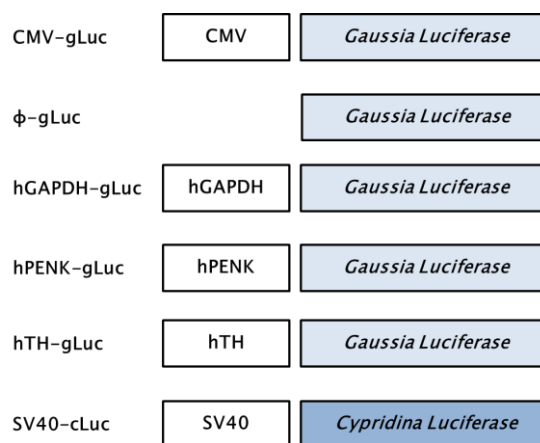 CMV-gLuc CMV Gaussia Luciferase
ϕ-gLuc Gaussia Luciferase
hGAPDH-gLuc hGAPDH Gaussia Luciferase
hPENK-gLuc hPENK Gaussia Luciferase
hTH-gLuc hTH Gaussia Luciferase
SV40-cLuc SV40 Cypridina Luciferase